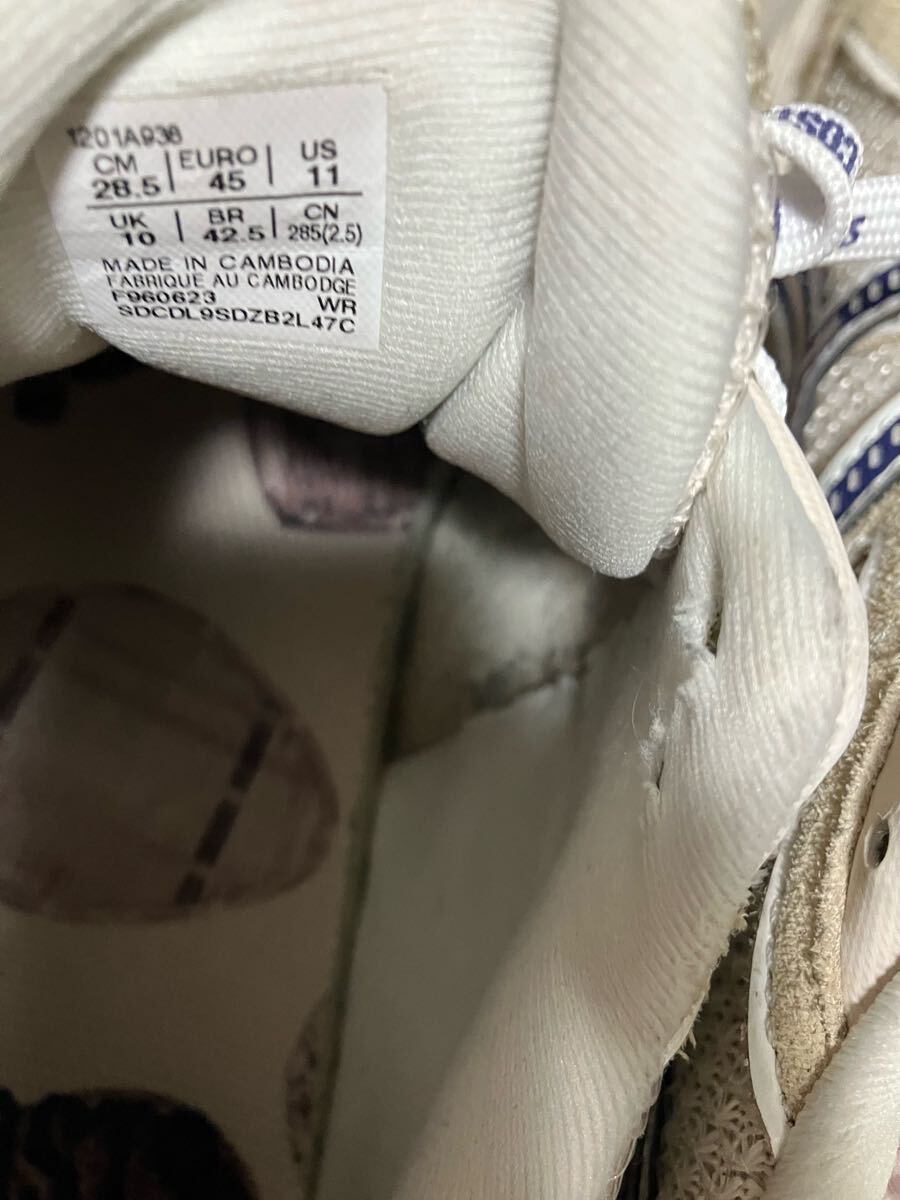 1201A936
CM EURO US
28.5 45 11
UK BR CN
10 42.5 285(2.5)
MADE IN CAMBODIA
FABRIQUE AU CAMBODGE
F960623 WR
SDCDL9SDZB2L47C